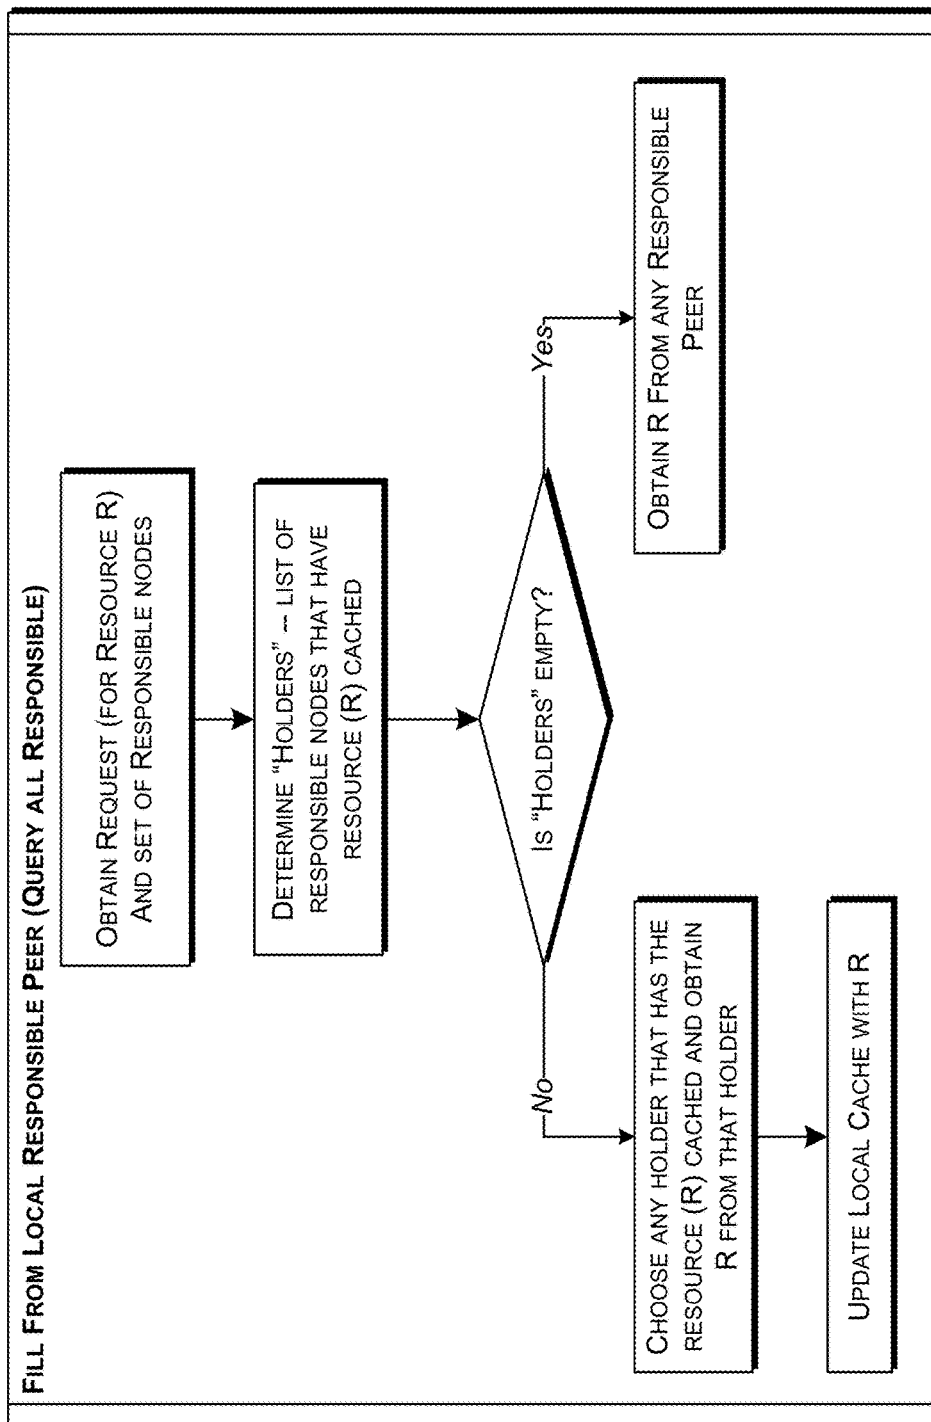 FILL FROM LOCAL RESPONSIBLE PEER (QUERY ALL RESPONSIBLE)
OBTAIN REQUEST (FOR RESOURCE R)
AND SET OF RESPONSIBLE NODES
DETERMINE "HOLDERS" -- LIST OF
RESPONSIBLE NODES THAT HAVE
RESOURCE (R) CACHED
IS "HOLDERS" EMPTY?
No
Yes
CHOOSE ANY HOLDER THAT HAS THE
RESOURCE (R) CACHED AND OBTAIN
R FROM THAT HOLDER
OBTAIN R FROM ANY RESPONSIBLE
PEER
UPDATE LOCAL CACHE WITH R